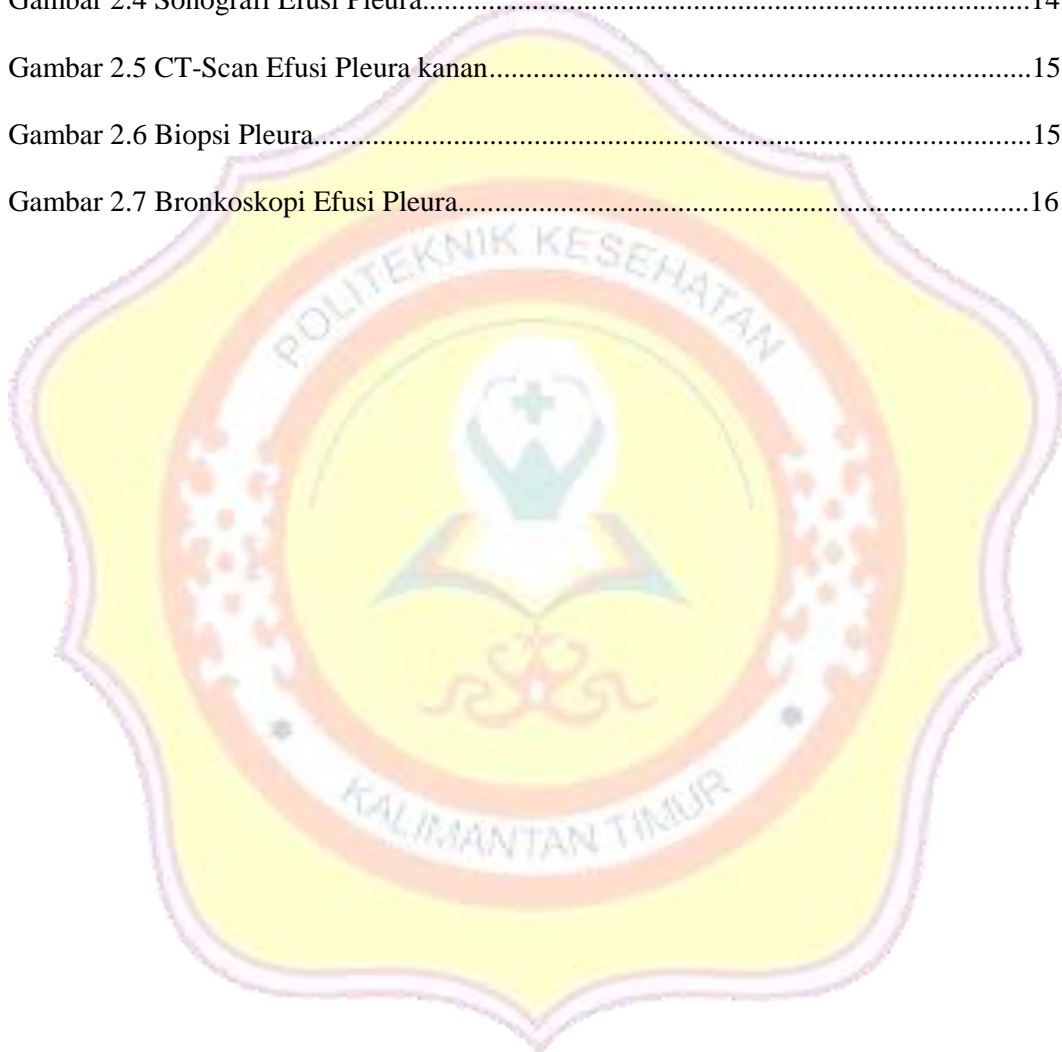 Gambar 2.4 Sonografi Efusi Pleura.............................................................................14
Gambar 2.5 CT-Scan Efusi Pleura kanan.....................................................................15
Gambar 2.6 Biopsi Pleura...........................................................................................15
Gambar 2.7 Bronkoskopi Efusi Pleura.........................................................................16
POLITEKNIK KESEHATAN
KALIMANTAN TIMUR